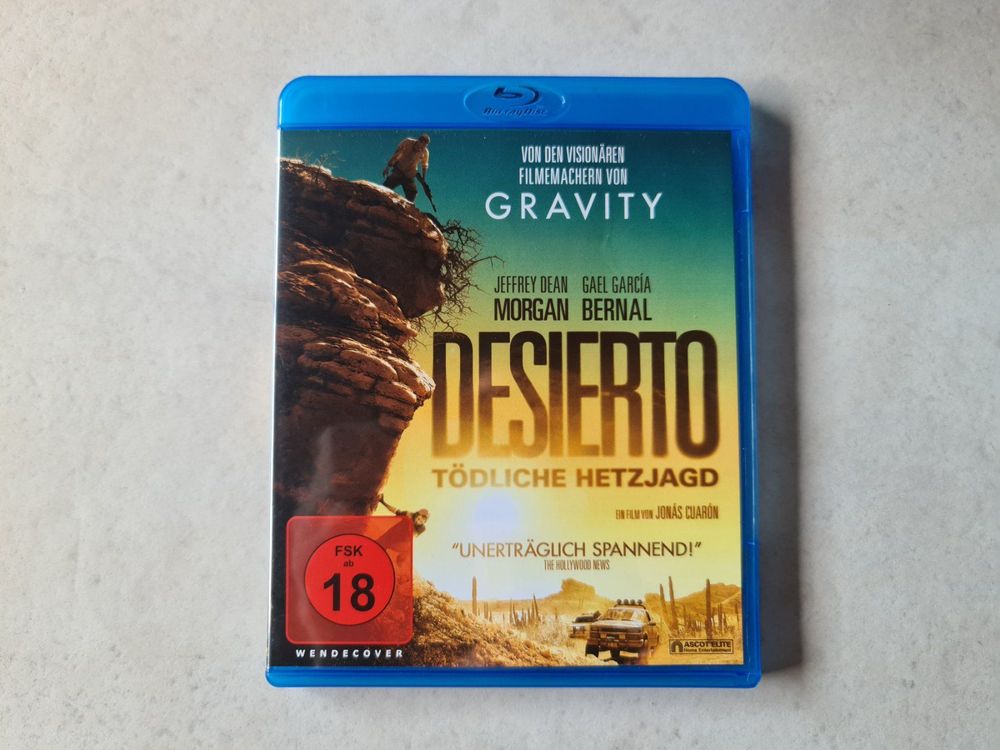 Blu-ray Disc
VON DEN VISIONÄREN
FILMEMACHERN VON
GRAVITY
JEFFREY DEAN GAEL GARCÍA
MORGAN BERNAL
DESIERTO
TÖDLICHE HETZJAGD
EIN FILM VON JONÁS CUARÓN
"UNERTRÄGLICH SPANNEND!"
THE HOLLYWOOD NEWS
FSK
ab
18
WENDECOVER
ASCOT ELITE
Home Entertainment